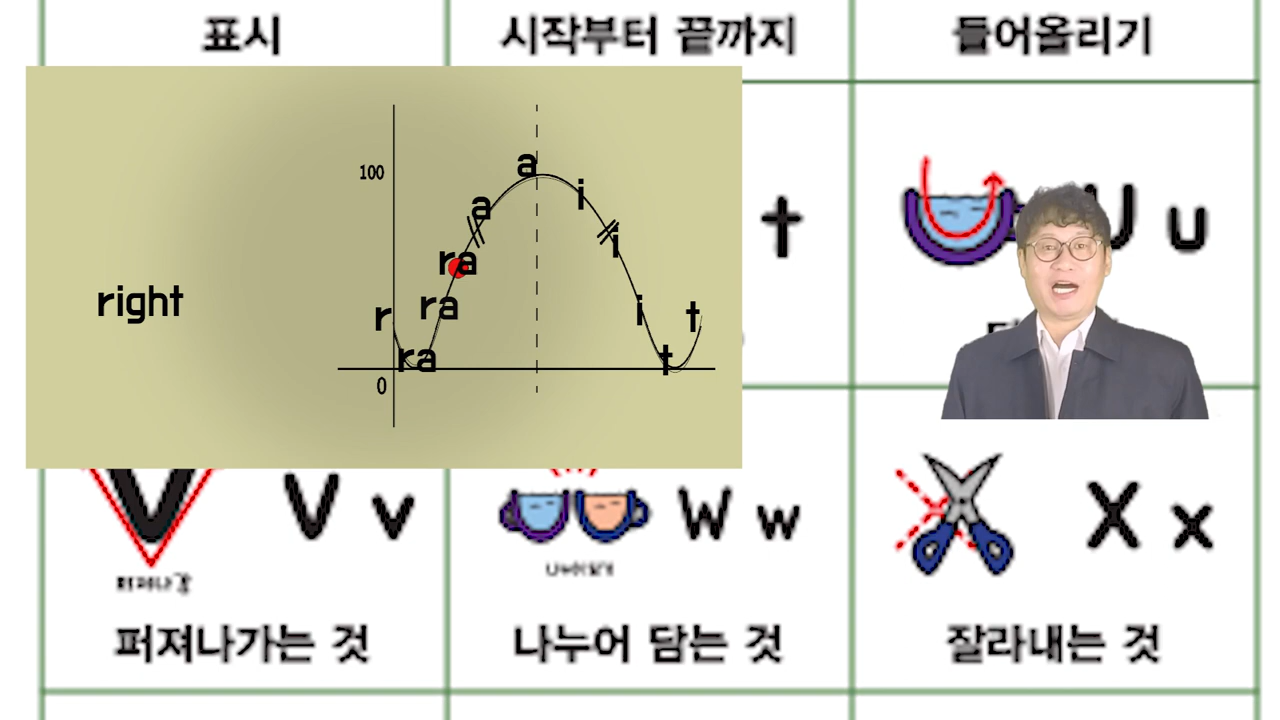 표시
시작부터 끝까지
들어올리기
100
a
a
i
i
ra
ra
i
r
t
ra
t
0
right
t
u
V v
W w
X x
퍼져나가는 것
나누어 담는 것
잘라내는 것